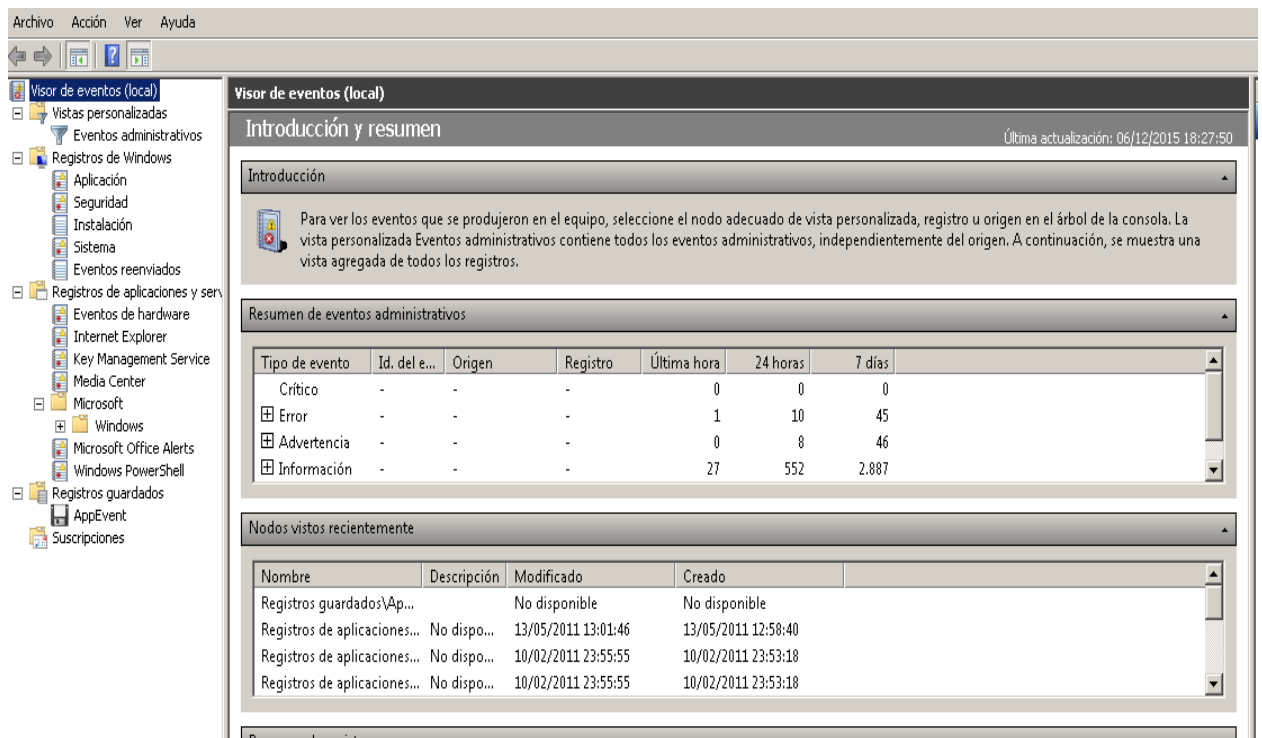 Archivo Acción Ver Ayuda
Visor de eventos (local)
Vistas personalizadas
Eventos administrativos
Registros de Windows
Aplicación
Seguridad
Instalación
Sistema
Eventos reenviados
Registros de aplicaciones y serv
Eventos de hardware
Internet Explorer
Key Management Service
Media Center
Microsoft
Windows
Microsoft Office Alerts
Windows PowerShell
Registros guardados
AppEvent
Suscripciones
Visor de eventos (local)
Introducción y resumen
Última actualización: 06/12/2015 18:27:50
Introducción
Para ver los eventos que se produjeron en el equipo, seleccione el nodo adecuado de vista personalizada, registro u origen en el árbol de la consola. La
vista personalizada Eventos administrativos contiene todos los eventos administrativos, independientemente del origen. A continuación, se muestra una
vista agregada de todos los registros.
Resumen de eventos administrativos
Tipo de evento Id. del e... Origen Registro Última hora 24 horas 7 días
Crítico - - - 0 0 0
Error - - - 1 10 45
Advertencia - - - 0 8 46
Información - - - 27 552 2.887
Nodos vistos recientemente
Nombre Descripción Modificado Creado
Registros guardados\Ap... No disponible No disponible
Registros de aplicaciones... No dispo... 13/05/2011 13:01:46 13/05/2011 12:58:40
Registros de aplicaciones... No dispo... 10/02/2011 23:55:55 10/02/2011 23:53:18
Registros de aplicaciones... No dispo... 10/02/2011 23:55:55 10/02/2011 23:53:18